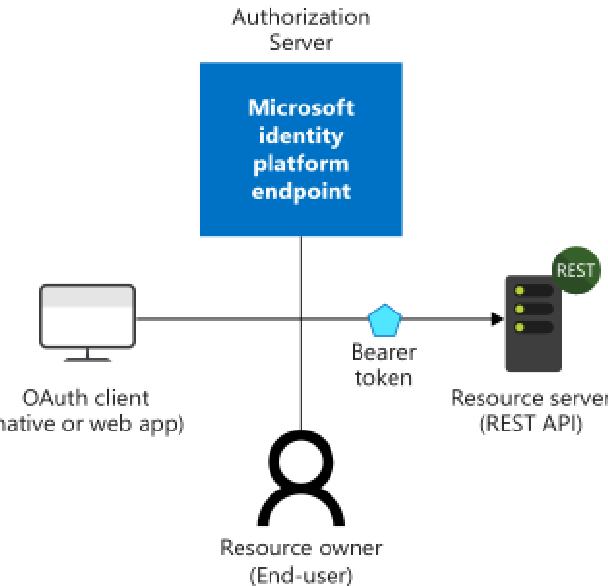 Authorization
Server
Microsoft
identity
platform
endpoint
REST
Bearer
token
OAuth client
native or web app)
Resource server
(REST API)
Resource owner
(End-user)